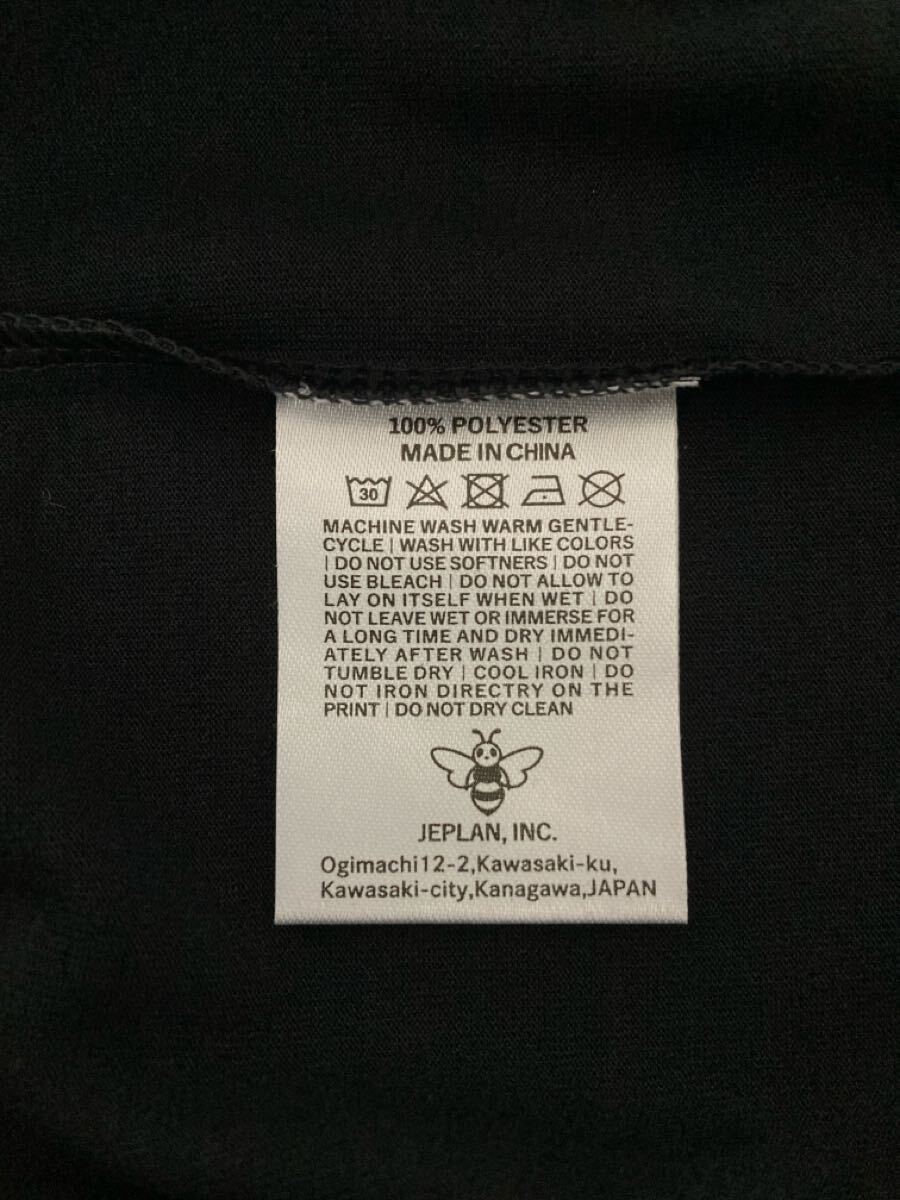 100% POLYESTER
MADE IN CHINA
30
MACHINE WASH WARM GENTLE-
CYCLE | WASH WITH LIKE COLORS
| DO NOT USE SOFTNERS | DO NOT
USE BLEACH | DO NOT ALLOW TO
LAY ON ITSELF WHEN WET | DO
NOT LEAVE WET OR IMMERSE FOR
A LONG TIME AND DRY IMMEDI-
ATELY AFTER WASH | DO NOT
TUMBLE DRY | COOL IRON | DO
NOT IRON DIRECTRY ON THE
PRINT | DO NOT DRY CLEAN
JEPLAN, INC.
Ogimachi12-2,Kawasaki-ku,
Kawasaki-city,Kanagawa,JAPAN